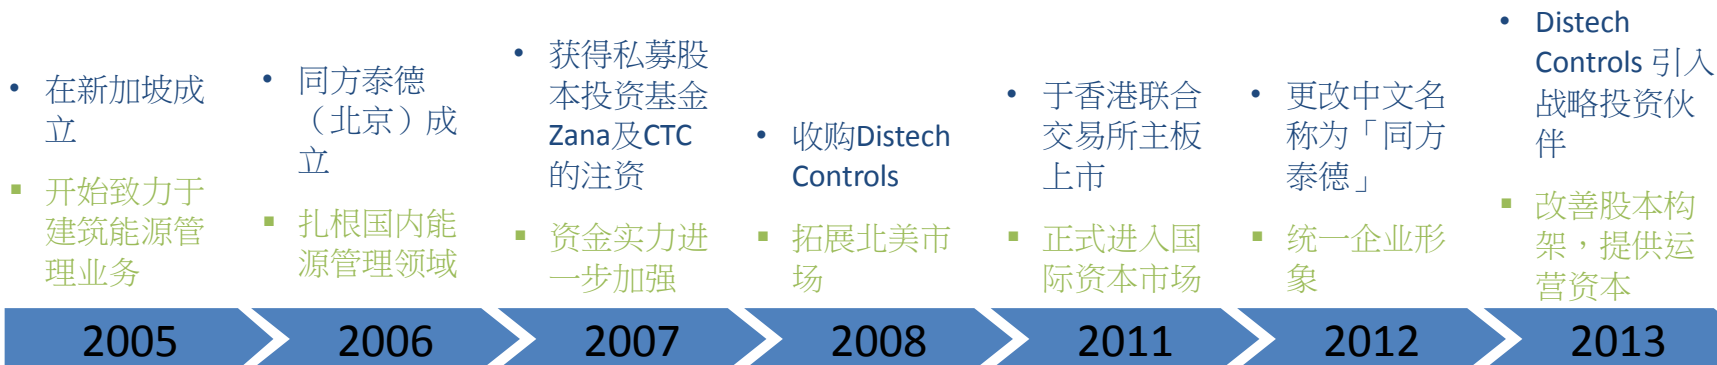 • 在新加坡成
立
▪ 开始致力于
建筑能源管
理业务
2005
• 同方泰德
（北京）成
立
▪ 扎根国内能
源管理领域
2006
• 获得私募股
本投资基金
Zana及CTC
的注资
▪ 资金实力进
一步加强
2007
• 收购Distech
Controls
▪ 拓展北美市
场
2008
• 于香港联合
交易所主板
上市
▪ 正式进入国
际资本市场
2011
• 更改中文名
称为「同方
泰德」
▪ 统一企业形
象
2012
• Distech
Controls 引入
战略投资伙
伴
▪ 改善股本构
架，提供运
营资本
2013